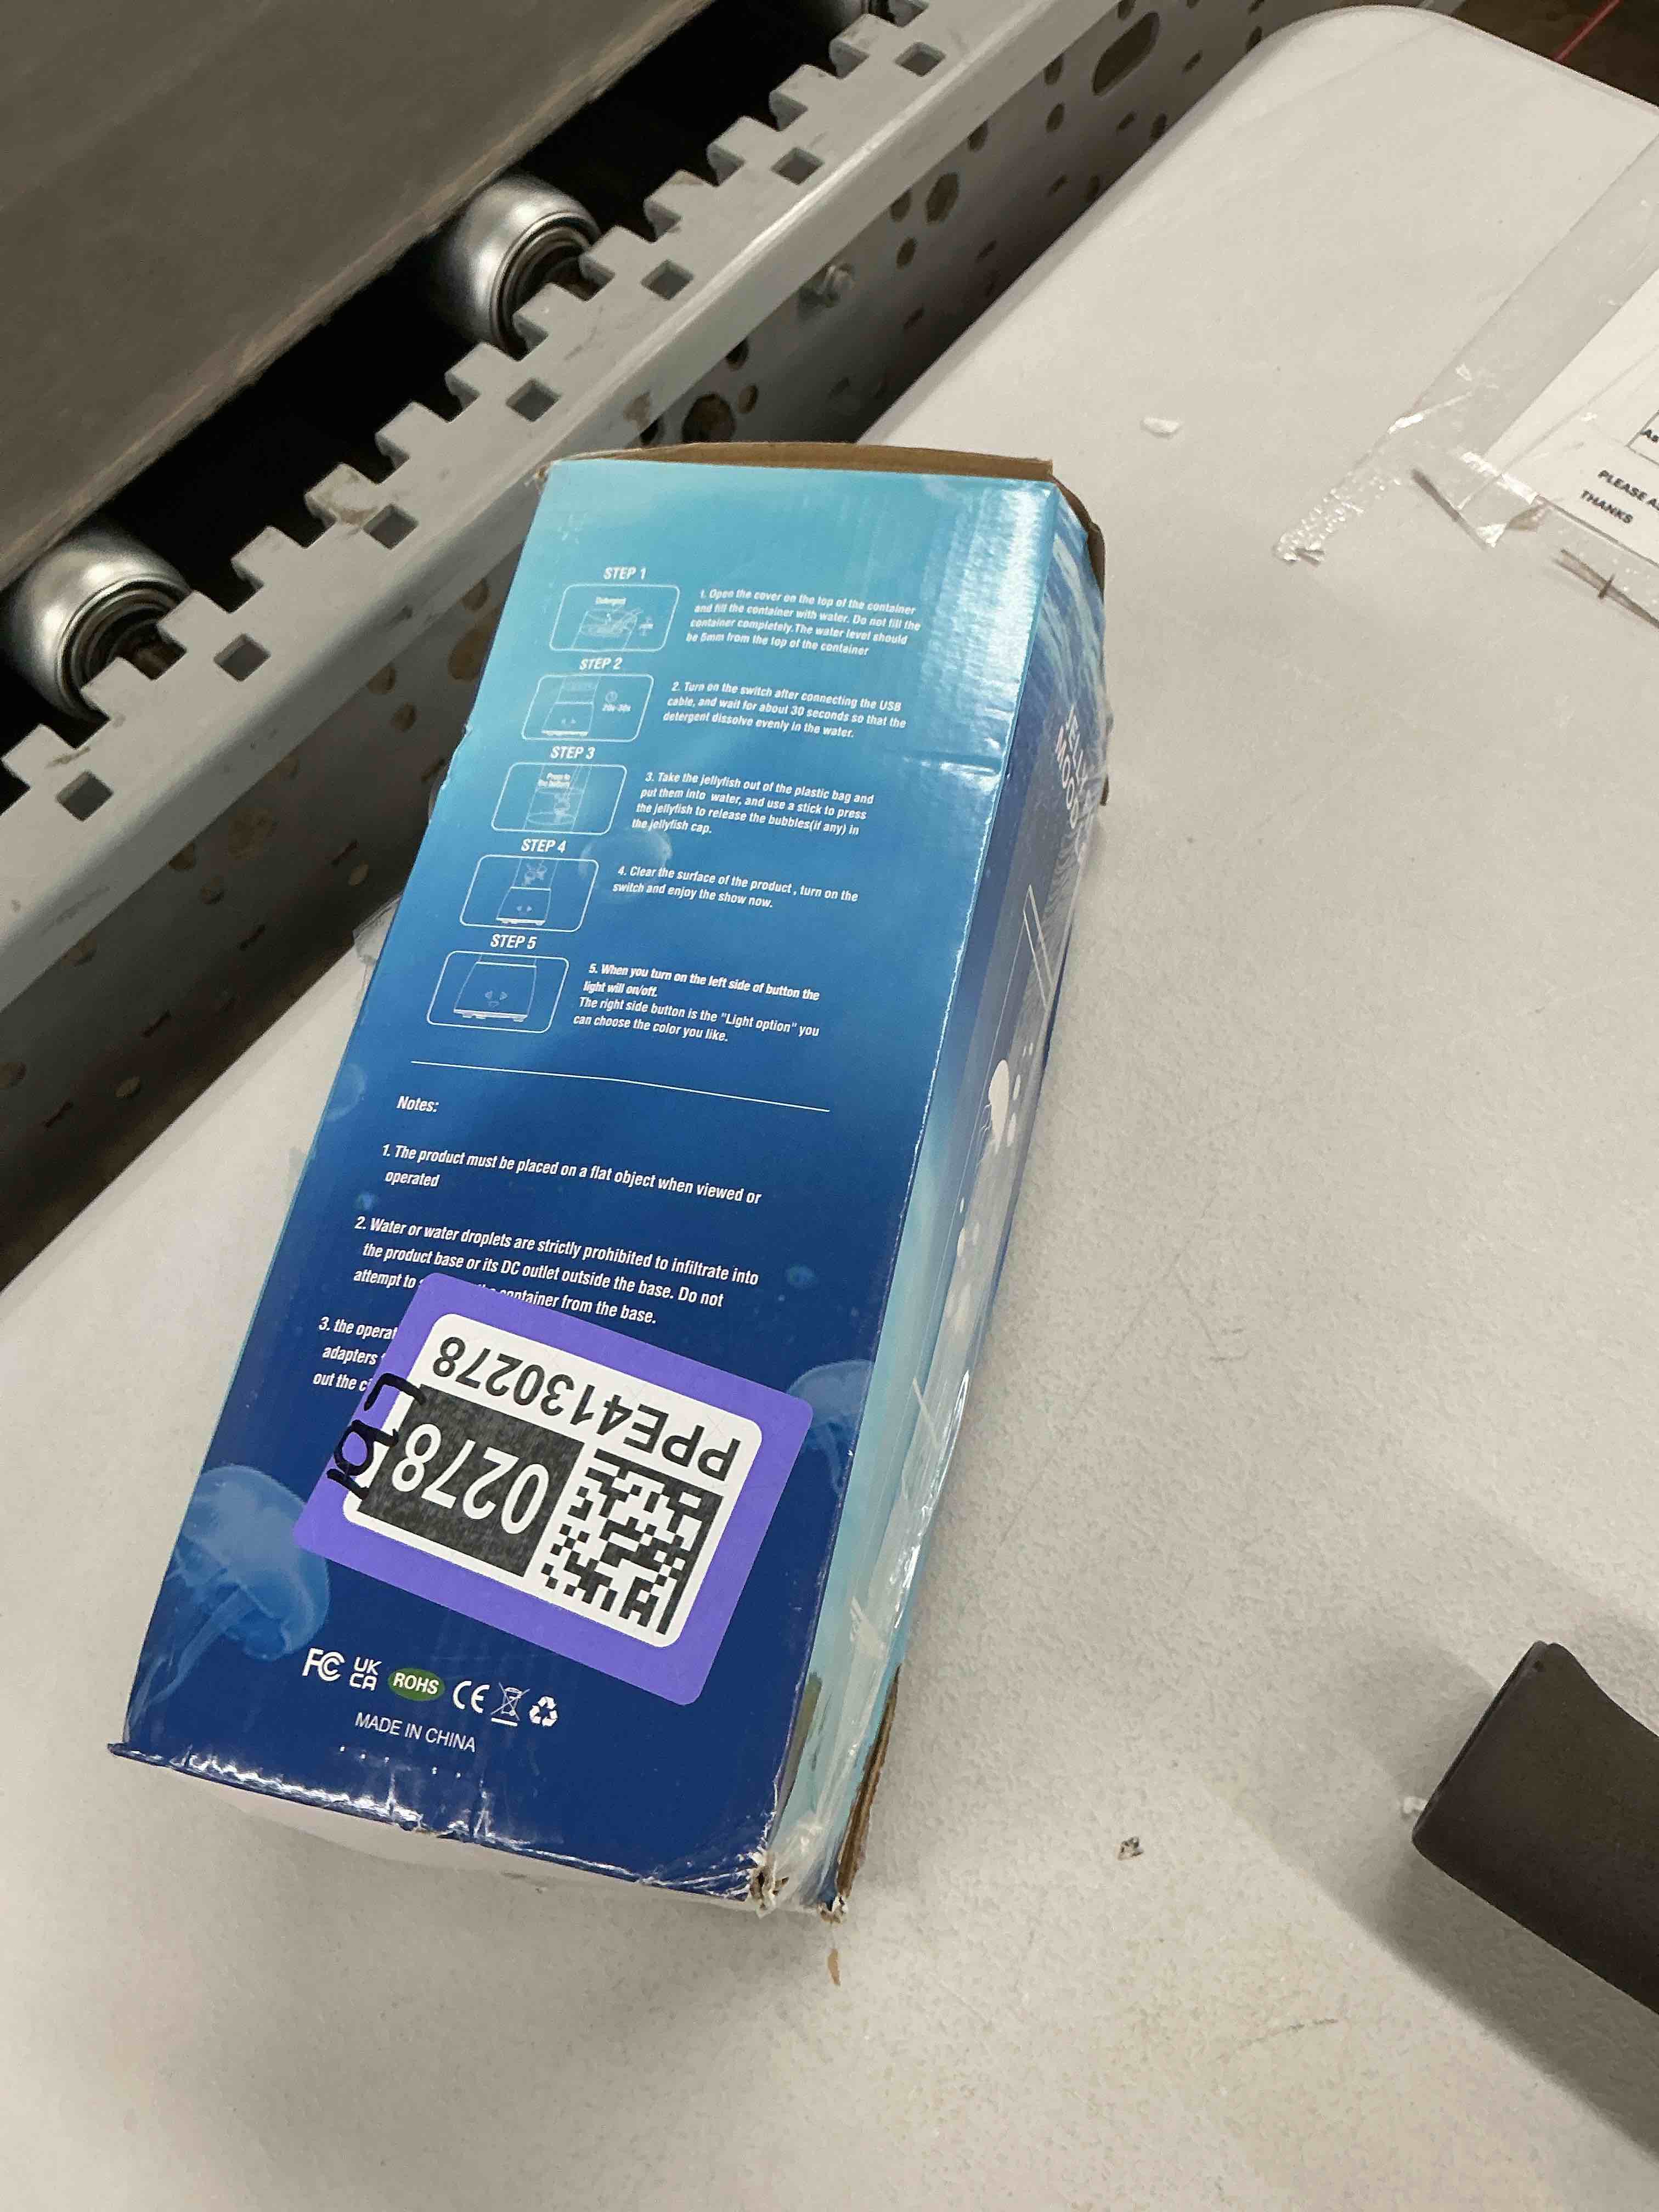 STEP 1
Detergent
1. Open the cover on the top of the container
and fill the container with water. Do not fill the
container completely.The water level should
be 5mm from the top of the container
STEP 2
20s-30s
2. Turn on the switch after connecting the USB
cable, and wait for about 30 seconds so that the
detergent dissolve evenly in the water.
STEP 3
Press to
the bottom
3. Take the jellyfish out of the plastic bag and
put them into water, and use a stick to press
the jellyfish to release the bubbles(if any) in
the jellyfish cap.
STEP 4
4. Clear the surface of the product , turn on the
switch and enjoy the show now.
STEP 5
5. When you turn on the left side of button the
light will on/off.
The right side button is the "Light option" you
can choose the color you like.
Notes:
1. The product must be placed on a flat object when viewed or
operated
2. Water or water droplets are strictly prohibited to infiltrate into
the product base or its DC outlet outside the base. Do not
attempt to container from the base.
3. the
adapters
out the
PPE4130278
0278
FC UK CA ROHS CE
MADE IN CHINA
PLEASE
THANKS